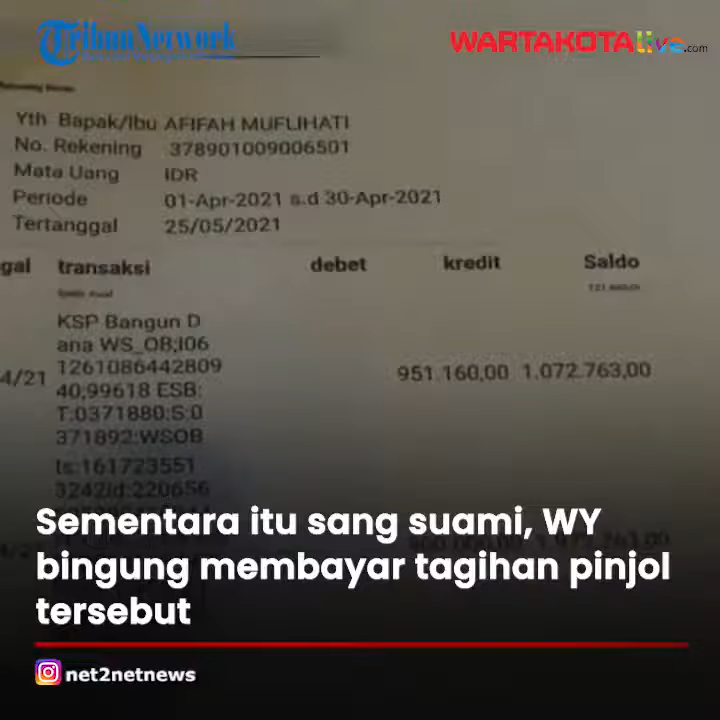 Tribun Network
WARTAKOTAlive.com
Yth Bapak/Ibu AFIFAH MUFLIHATI
No. Rekening 378901009006501
Mata Uang IDR
Periode 01-Apr-2021 s.d 30-Apr-2021
Tertanggal 25/05/2021
gal transaksi debet kredit Saldo
KSP Bangun D
ana WS_OB;I06
1261086442809
4/21 40;99618 ESB: 951.160,00 1.072.763,00
T:0371880:S:0
371892:WSOB
ts:161723551
3242id:220656
Sementara itu sang suami, WY
bingung membayar tagihan pinjol
tersebut
net2netnews